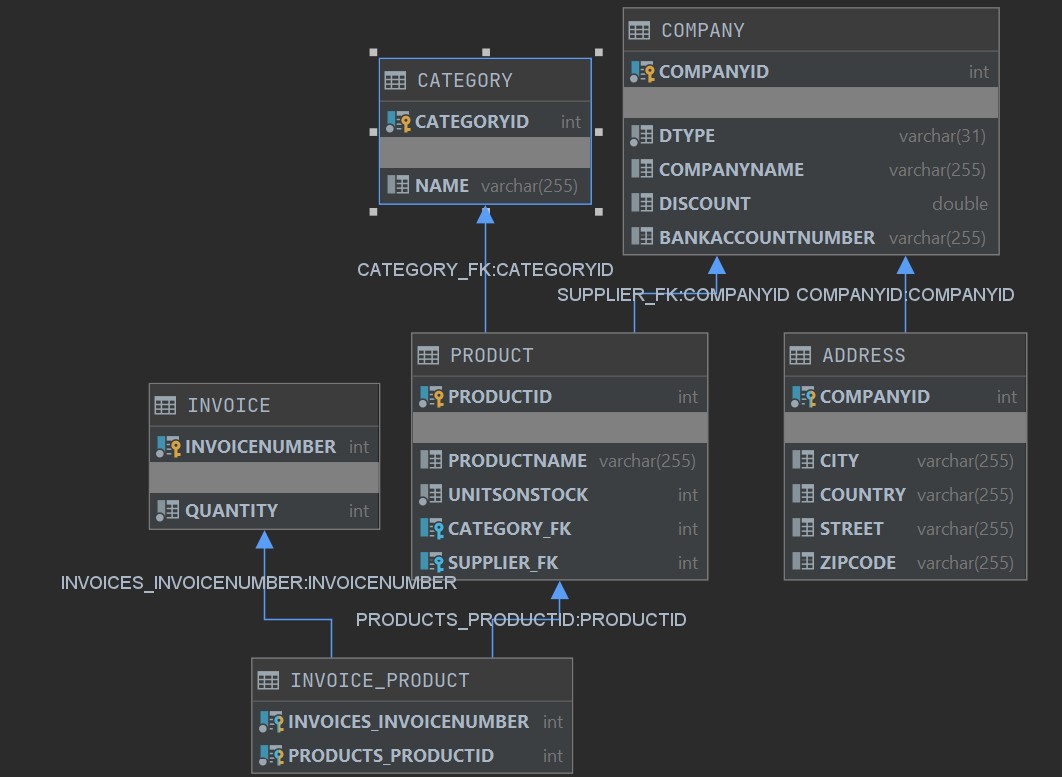 COMPANY
COMPANYID int
DTYPE varchar(31)
COMPANYNAME varchar(255)
DISCOUNT double
BANKACCOUNTNUMBER varchar(255)
CATEGORY
CATEGORYID int
NAME varchar(255)
CATEGORY_FK:CATEGORYID
SUPPLIER_FK:COMPANYID
COMPANYID:COMPANYID
PRODUCT
PRODUCTID int
PRODUCTNAME varchar(255)
UNITSONSTOCK int
CATEGORY_FK int
SUPPLIER_FK int
ADDRESS
COMPANYID int
CITY varchar(255)
COUNTRY varchar(255)
STREET varchar(255)
ZIPCODE varchar(255)
INVOICE
INVOICENUMBER int
QUANTITY int
INVOICES_INVOICENUMBER:INVOICENUMBER
PRODUCTS_PRODUCTID:PRODUCTID
INVOICE_PRODUCT
INVOICES_INVOICENUMBER int
PRODUCTS_PRODUCTID int